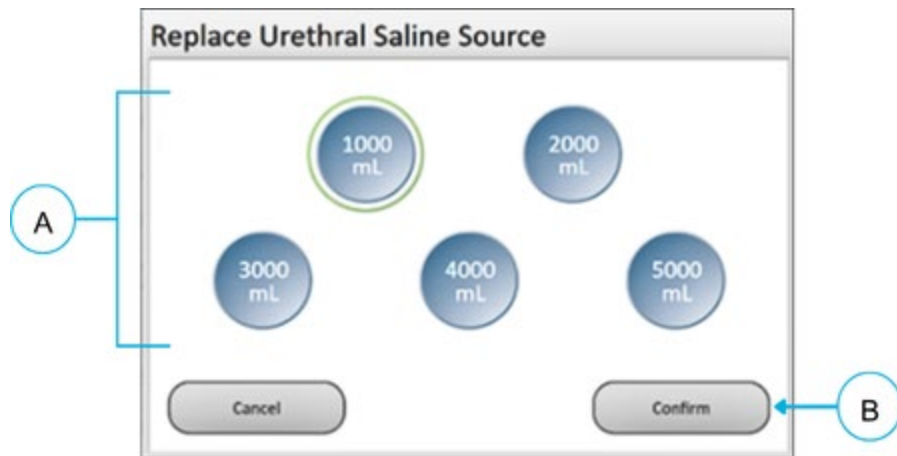 Replace Urethral Saline Source
1000
mL
2000
mL
A
3000
mL
4000
mL
5000
mL
Cancel
Confirm
B